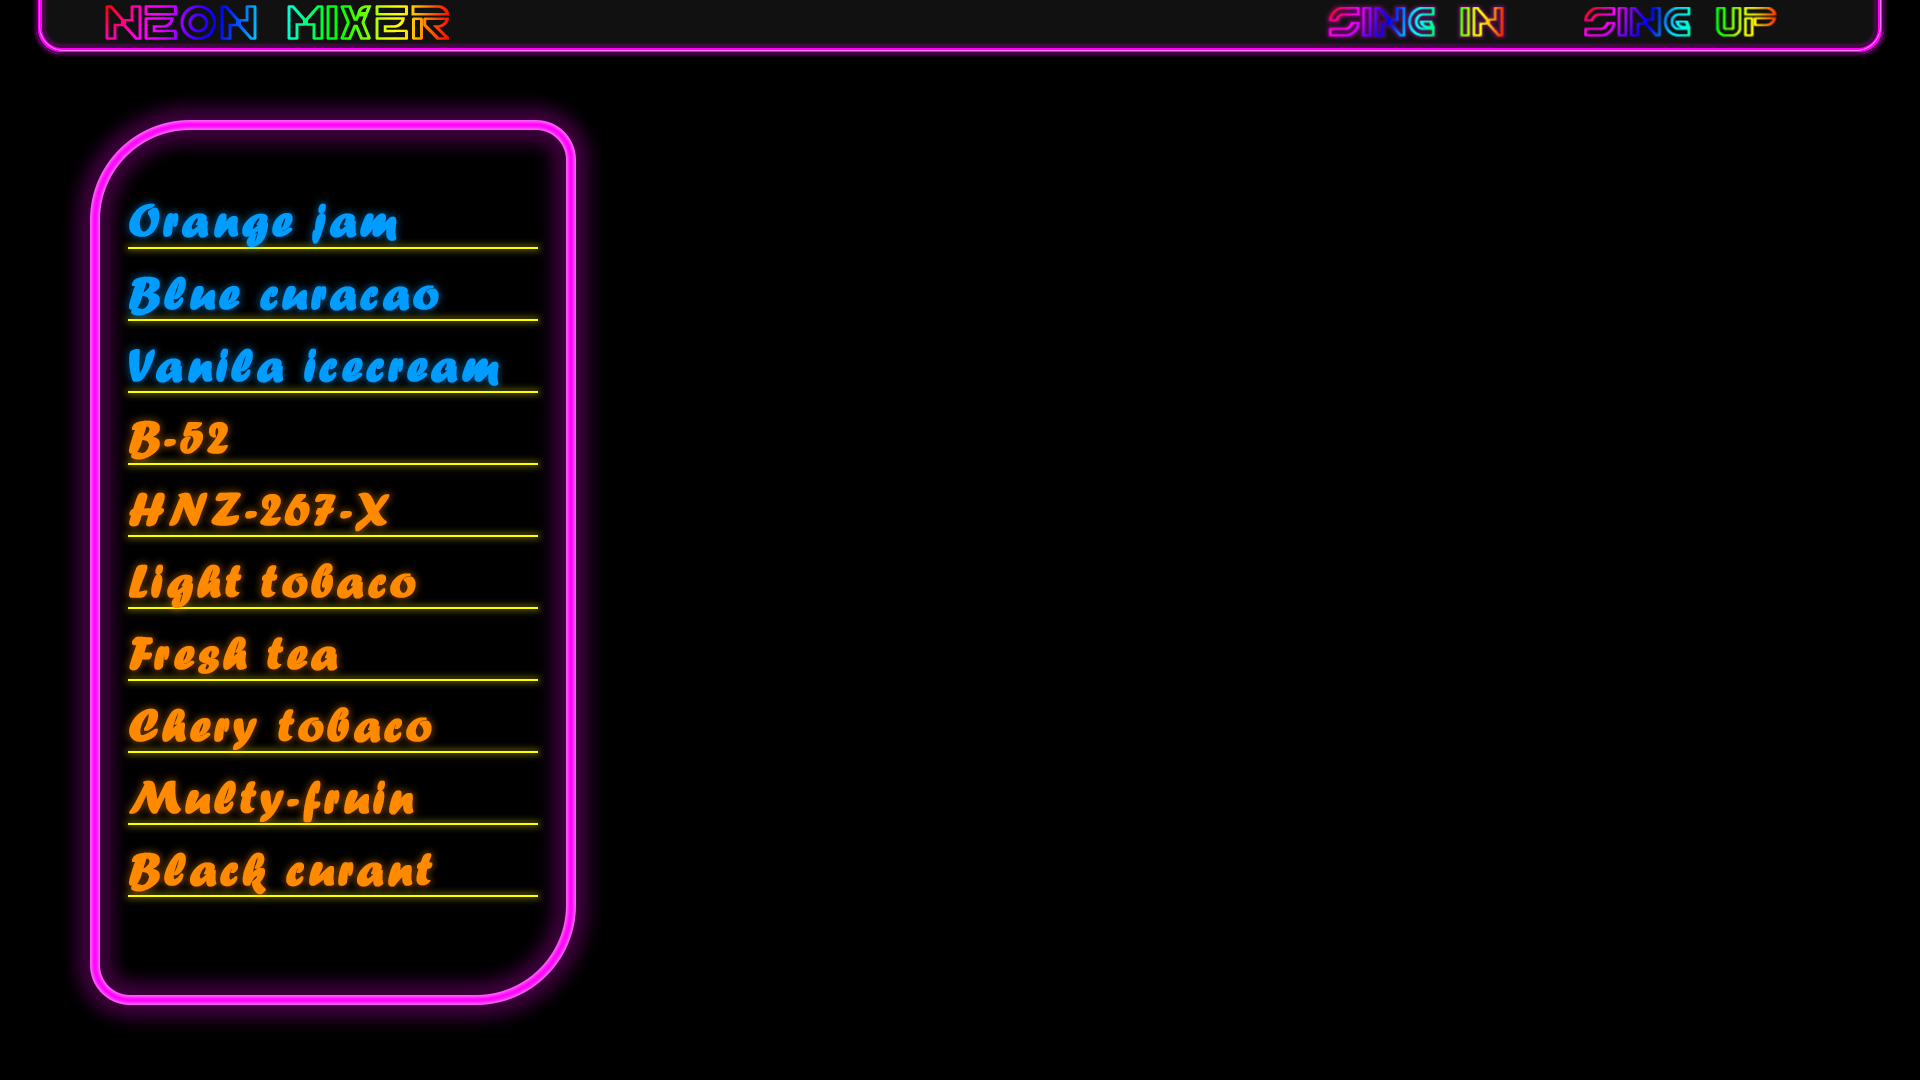 NEON MIXER SING IN SING UP
Orange jam
Blue curacao
Vanila icecream
B-52
HNZ-267-X
Light tobaco
Fresh tea
Chery tobaco
Multy-fruin
Black curant